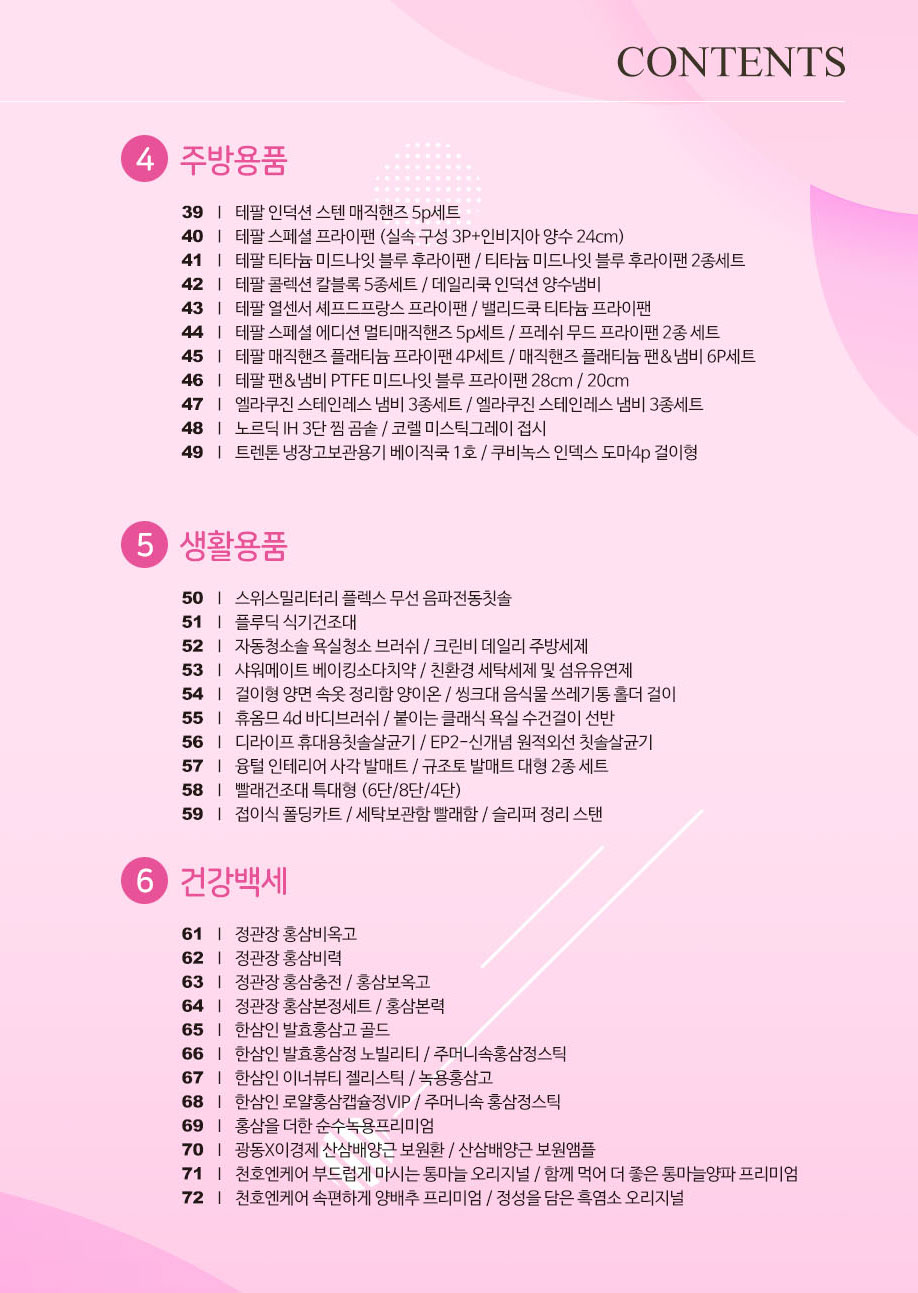 CONTENTS
4 주방용품
39 | 테팔 인덕션 스텐 매직핸즈 5p세트
40 | 테팔 스페셜 프라이팬 (실속 구성 3P+인비지아 양수 24cm)
41 | 테팔 티타늄 미드나잇 블루 후라이팬 / 티타늄 미드나잇 블루 후라이팬 2종세트
42 | 테팔 콜렉션 칼블록 5종세트 / 데일리쿡 인덕션 양수냄비
43 | 테팔 열센서 셰프드프랑스 프라이팬 / 밸리드쿡 티타늄 프라이팬
44 | 테팔 스페셜 에디션 멀티매직핸즈 5p세트 / 프레쉬 무드 프라이팬 2종 세트
45 | 테팔 매직핸즈 플래티늄 프라이팬 4P세트 / 매직핸즈 플래티늄 팬&냄비 6P세트
46 | 테팔 팬&냄비 PTFE 미드나잇 블루 프라이팬 28cm / 20cm
47 | 엘라쿠진 스테인레스 냄비 3종세트 / 엘라쿠진 스테인레스 냄비 3종세트
48 | 노르딕 IH 3단 찜 곰솥 / 코렐 미스틱그레이 접시
49 | 트렌톤 냉장고보관용기 베이직쿡 1호 / 쿠비녹스 인덱스 도마4p 걸이형
5 생활용품
50 | 스위스밀리터리 플렉스 무선 음파전동칫솔
51 | 플루딕 식기건조대
52 | 자동청소솔 욕실청소 브러쉬 / 크린비 데일리 주방세제
53 | 샤워메이트 베이킹소다치약 / 친환경 세탁세제 및 섬유유연제
54 | 걸이형 양면 속옷 정리함 양이온 / 씽크대 음식물 쓰레기통 홀더 걸이
55 | 휴옴므 4d 바디브러쉬 / 붙이는 클래식 욕실 수건걸이 선반
56 | 디라이프 휴대용칫솔살균기 / EP2-신개념 원적외선 칫솔살균기
57 | 융털 인테리어 사각 발매트 / 규조토 발매트 대형 2종 세트
58 | 빨래건조대 특대형 (6단/8단/4단)
59 | 접이식 폴딩카트 / 세탁보관함 빨래함 / 슬리퍼 정리 스탠
6 건강백세
61 | 정관장 홍삼비옥고
62 | 정관장 홍삼비력
63 | 정관장 홍삼충전 / 홍삼보옥고
64 | 정관장 홍삼본정세트 / 홍삼본력
65 | 한삼인 발효홍삼고 골드
66 | 한삼인 발효홍삼정 노빌리티 / 주머니속홍삼정스틱
67 | 한삼인 이너뷰티 젤리스틱 / 녹용홍삼고
68 | 한삼인 로얄홍삼캡슐정VIP / 주머니속 홍삼정스틱
69 | 홍삼을 더한 순수녹용프리미엄
70 | 광동X이경제 산삼배양근 보원환 / 산삼배양근 보원앰플
71 | 천호엔케어 부드럽게 마시는 통마늘 오리지널 / 함께 먹어 더 좋은 통마늘양파 프리미엄
72 | 천호엔케어 속편하게 양배추 프리미엄 / 정성을 담은 흑염소 오리지널